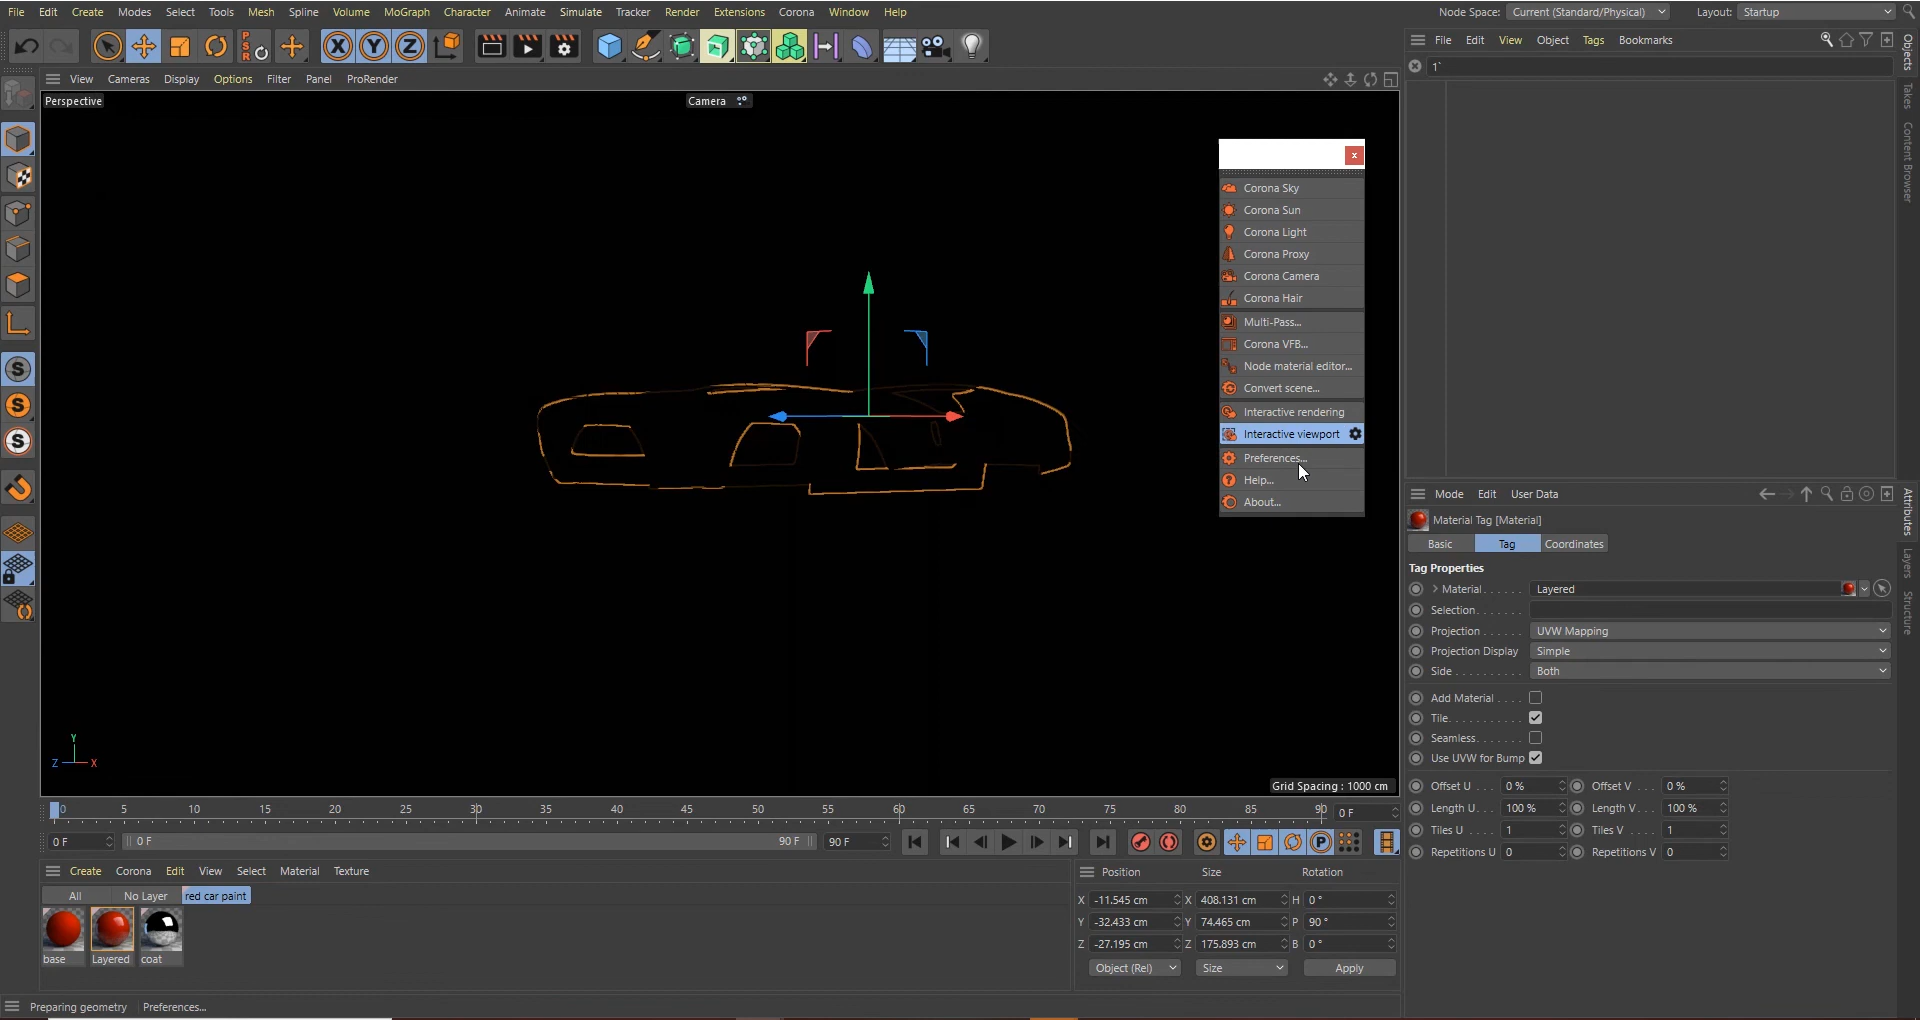 File Edit Create Modes Select Tools Mesh Spline Volume MoGraph Character Animate Simulate Tracker Render Extensions Corona Window Help
Node Space: Current (Standard/Physical) Layout: Startup
PSR X Y Z
File Edit View Object Tags Bookmarks
1`
View Cameras Display Options Filter Panel ProRender
Perspective
Camera
Objects
Takes
Content Browser
x
Corona Sky
Corona Sun
Corona Light
Corona Proxy
Corona Camera
Corona Hair
Multi-Pass...
Corona VFB...
Node material editor...
Convert scene...
Interactive rendering
Interactive viewport
Preferences...
Help...
About...
S
S
S
Mode Edit User Data
Material Tag [Material]
Basic Tag Coordinates
Tag Properties
Material . . . . . . Layered
Selection. . . . . . .
Projection . . . . . . UVW Mapping
Projection Display Simple
Side . . . . . . . . . . Both
Add Material . . . .
Tile. . . . . . . . . . .
Seamless. . . . . . .
Use UVW for Bump
Offset U . . . 0 % Offset V . . . 0 %
Length U. . . 100 % Length V. . . 100 %
Tiles U . . . . 1 Tiles V . . . . 1
Repetitions U 0 Repetitions V 0
Attributes
Layers
Structure
Y
Z X
Grid Spacing : 1000 cm
0 5 10 15 20 25 30 35 40 45 50 55 60 65 70 75 80 85 90 0 F
0 F 0 F 90 F 90 F P
Create Corona Edit View Select Material Texture
All No Layer red car paint
base Layered coat
Position Size Rotation
X -11.545 cm X 408.131 cm H 0 °
Y -32.433 cm Y 74.465 cm P 90 °
Z -27.195 cm Z 175.893 cm B 0 °
Object (Rel) Size Apply
Preparing geometry Preferences...